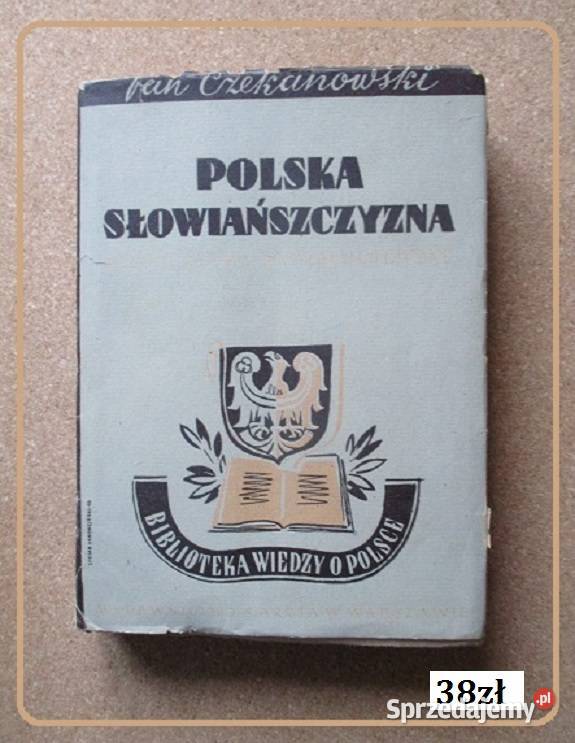 Jan Czekanowski
POLSKA
SŁOWIAŃSZCZYZNA
BIBLIOTEKA WIEDZY O POLSCE
38zł
Sprzedajemy.pl